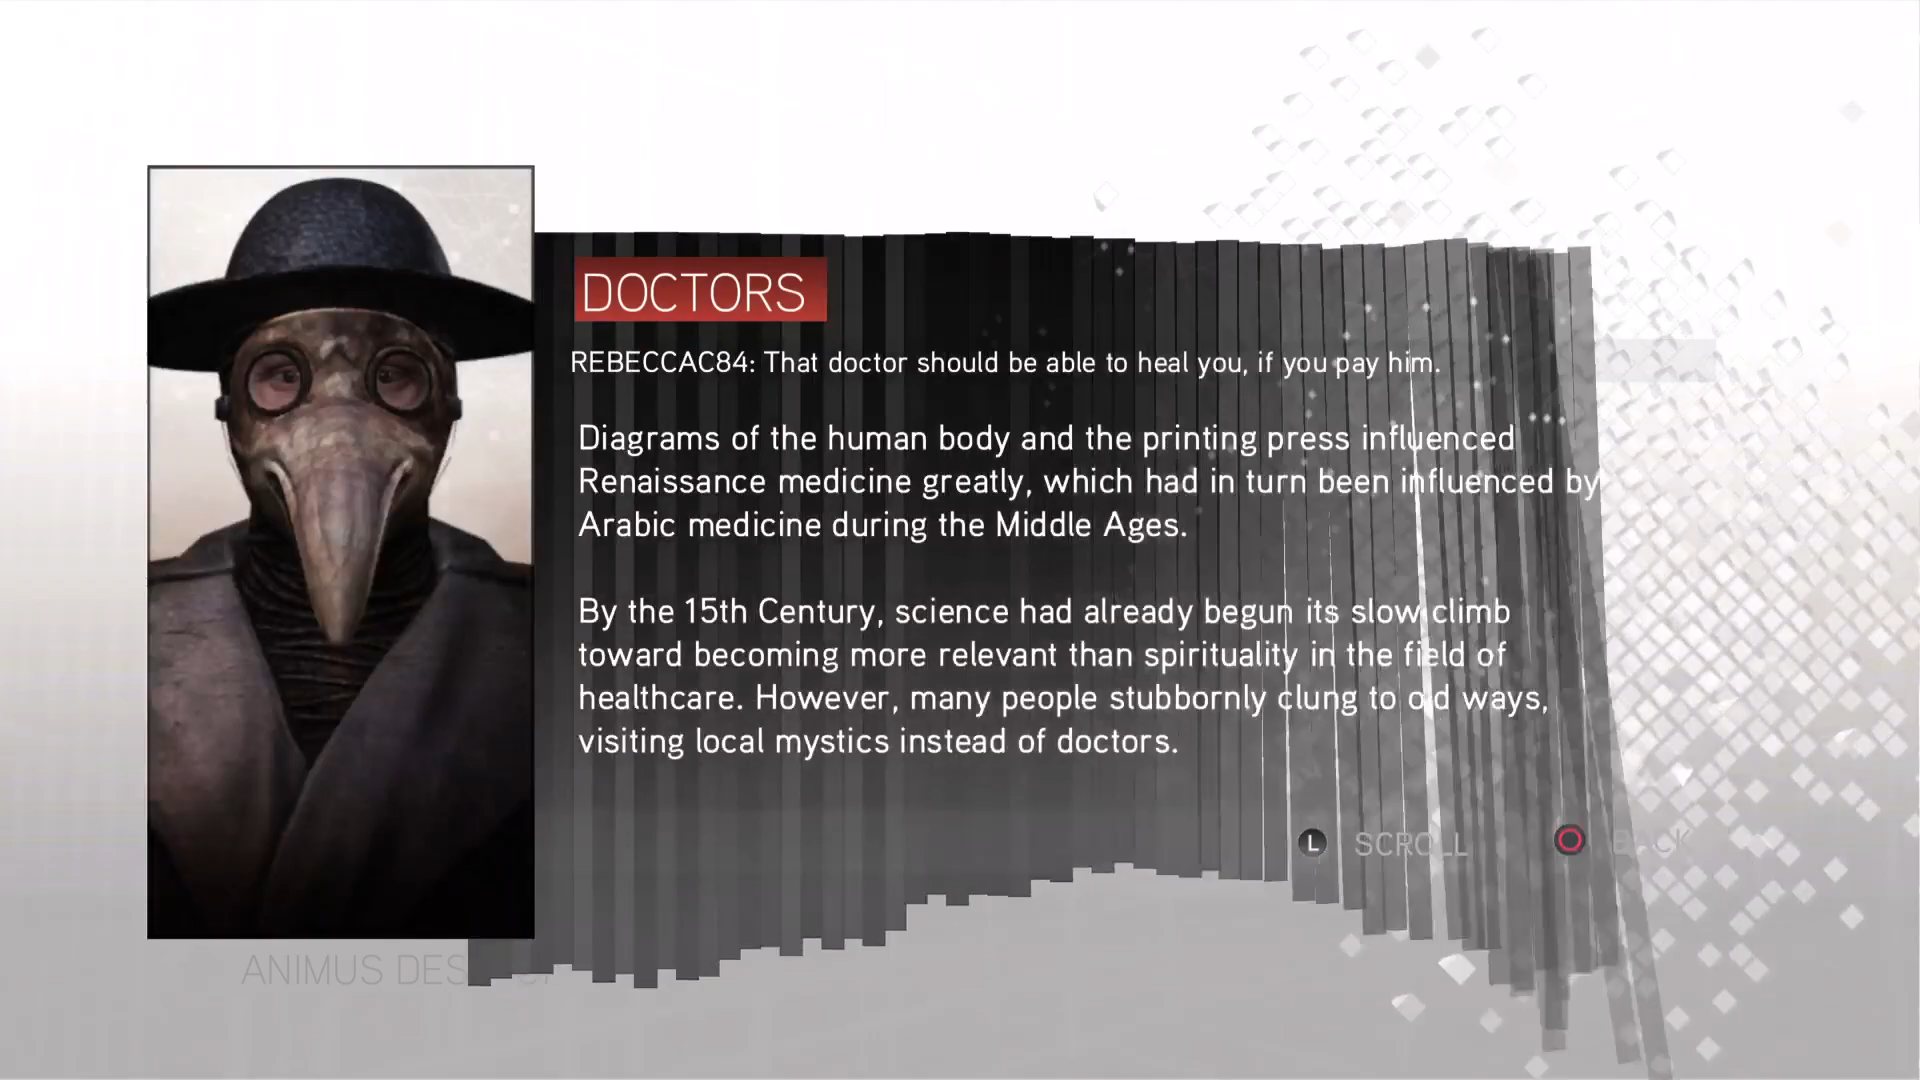 DOCTORS
REBECCAC84: That doctor should be able to heal you, if you pay him.
Diagrams of the human body and the printing press influenced
Renaissance medicine greatly, which had in turn been influenced by
Arabic medicine during the Middle Ages.
By the 15th Century, science had already begun its slow climb
toward becoming more relevant than spirituality in the field of
healthcare. However, many people stubbornly clung to old ways,
visiting local mystics instead of doctors.
L SCROLL BACK
ANIMUS